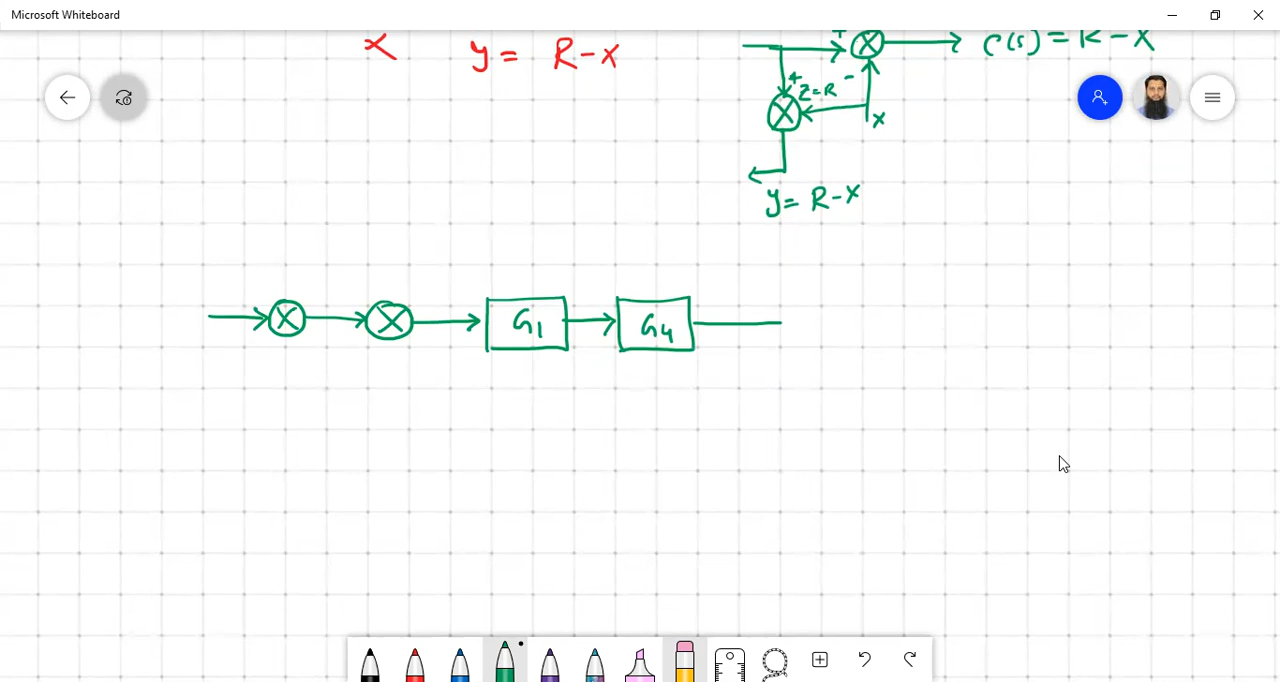 Microsoft Whiteboard
y = R-x
+
C(s) = R-X
+
-
Z=R
x
y = R-x
G1
G4